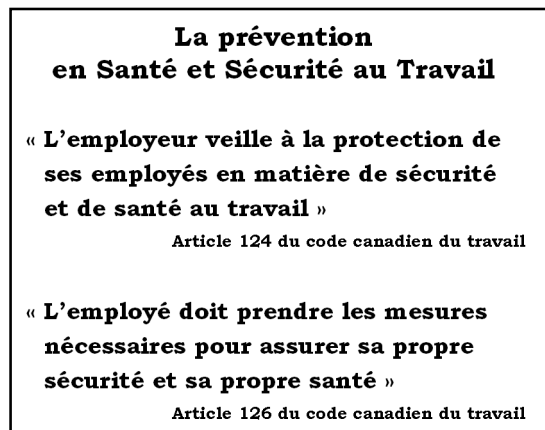 La prévention
en Santé et Sécurité au Travail
« L'employeur veille à la protection de
ses employés en matière de sécurité
et de santé au travail »
Article 124 du code canadien du travail
« L'employé doit prendre les mesures
nécessaires pour assurer sa propre
sécurité et sa propre santé »
Article 126 du code canadien du travail